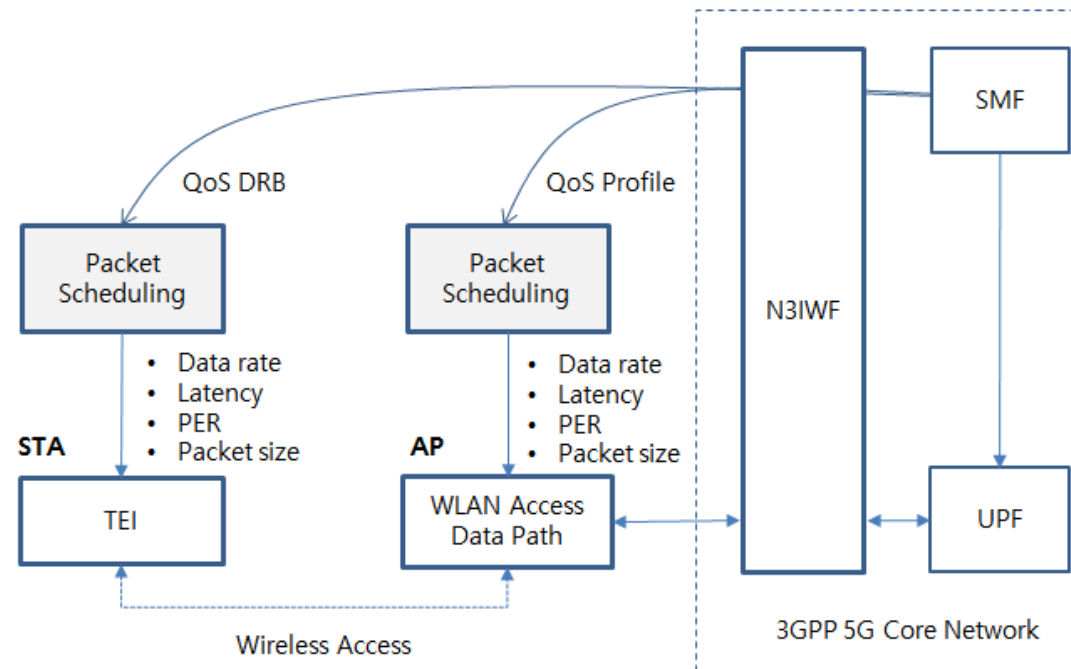 SMF
QoS DRB
QoS Profile
Packet
Scheduling
Packet
Scheduling
N3IWF
• Data rate
• Latency
• PER
• Packet size
• Data rate
• Latency
• PER
• Packet size
STA
AP
TEI
WLAN Access
Data Path
UPF
Wireless Access
3GPP 5G Core Network